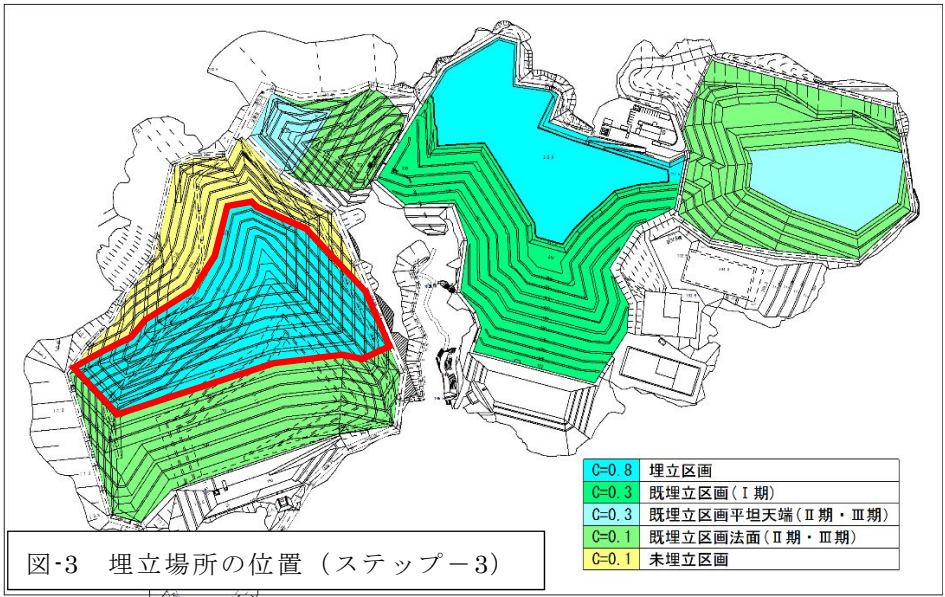 C=0.8 埋立区画
C=0.3 既埋立区画(Ⅰ期)
C=0.3 既埋立区画平坦天端(Ⅱ期・Ⅲ期)
C=0.1 既埋立区画法面(Ⅱ期・Ⅲ期)
C=0.1 未埋立区画
図-3 埋立場所の位置（ステップ－3）